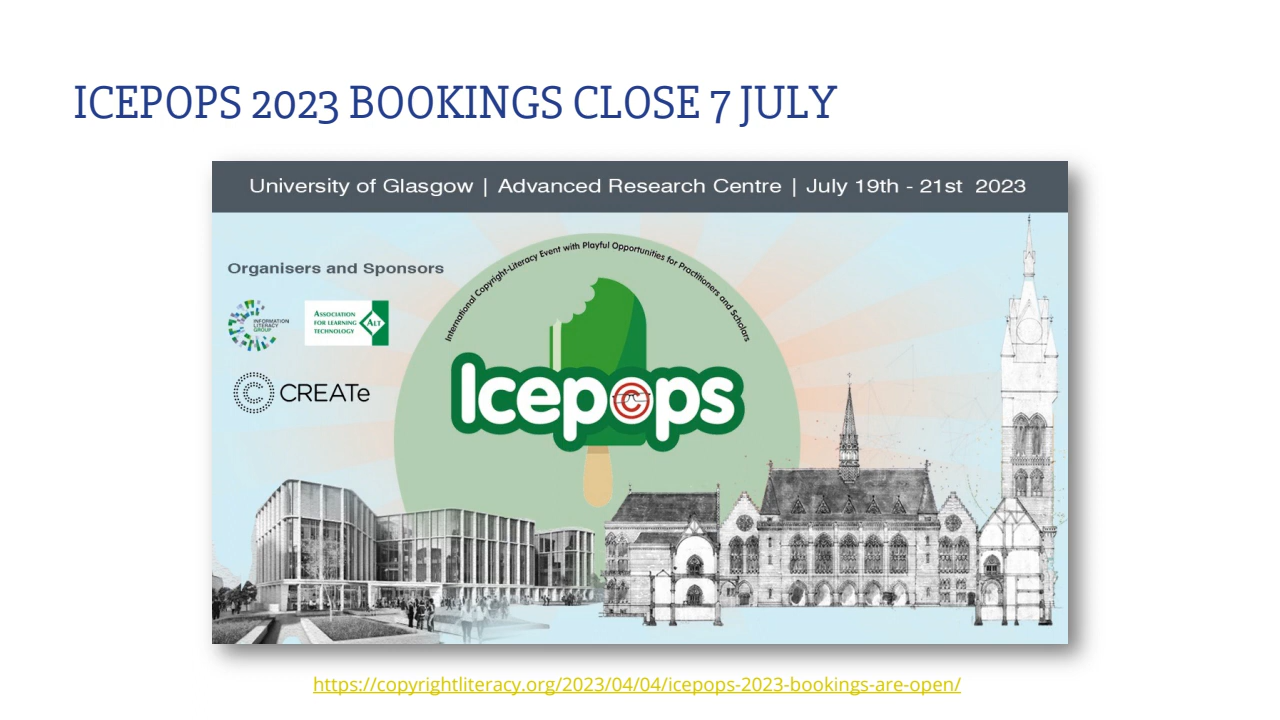 ICEPOPS 2023 BOOKINGS CLOSE 7 JULY
University of Glasgow | Advanced Research Centre | July 19th - 21st 2023
International Copyright-Literacy Event with Playful Opportunities for Practitioners and Scholars
Organisers and Sponsors
INFORMATION
LITERACY
GROUP
ASSOCIATION
FOR LEARNING
TECHNOLOGY
ALT
CREATe
Icepops
https://copyrightliteracy.org/2023/04/04/icepops-2023-bookings-are-open/